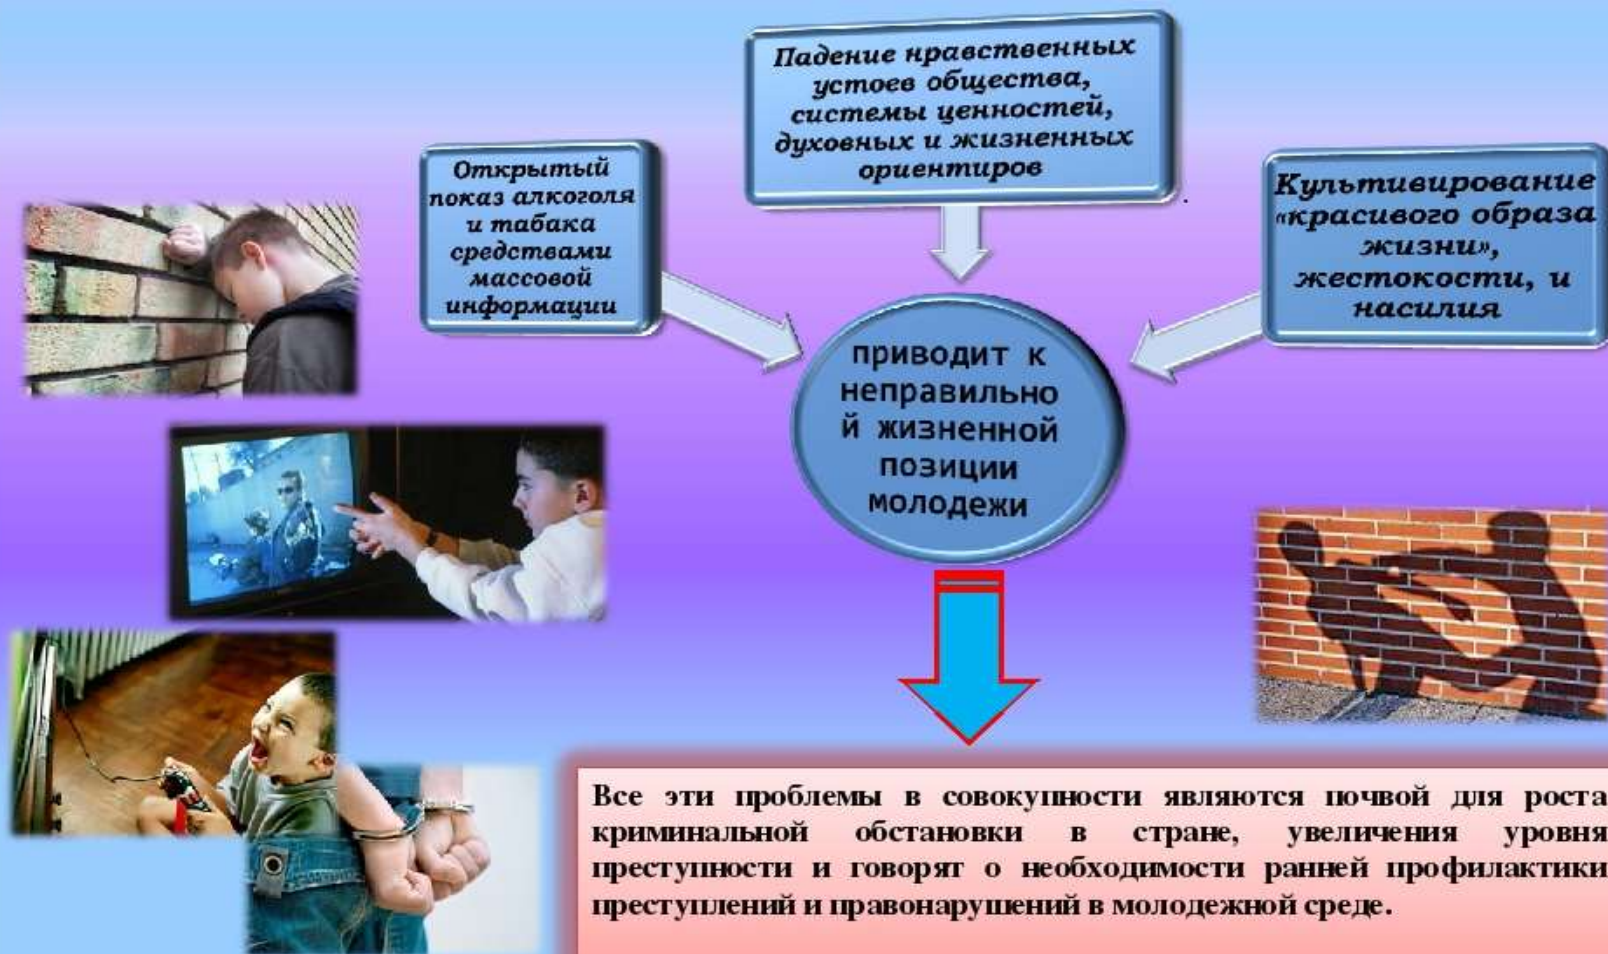 Падение нравственных
устоев общества,
системы ценностей,
духовных и жизненных
ориентиров
Открытый
показ алкоголя
и табака
средствами
массовой
информации
Культивирование
«красивого образа
жизни»,
жестокости, и
насилия
.
приводит к
неправильно
й жизненной
позиции
молодежи
Все эти проблемы в совокупности являются почвой для роста
криминальной обстановки в стране, увеличения уровня
преступности и говорят о необходимости ранней профилактики
преступлений и правонарушений в молодежной среде.